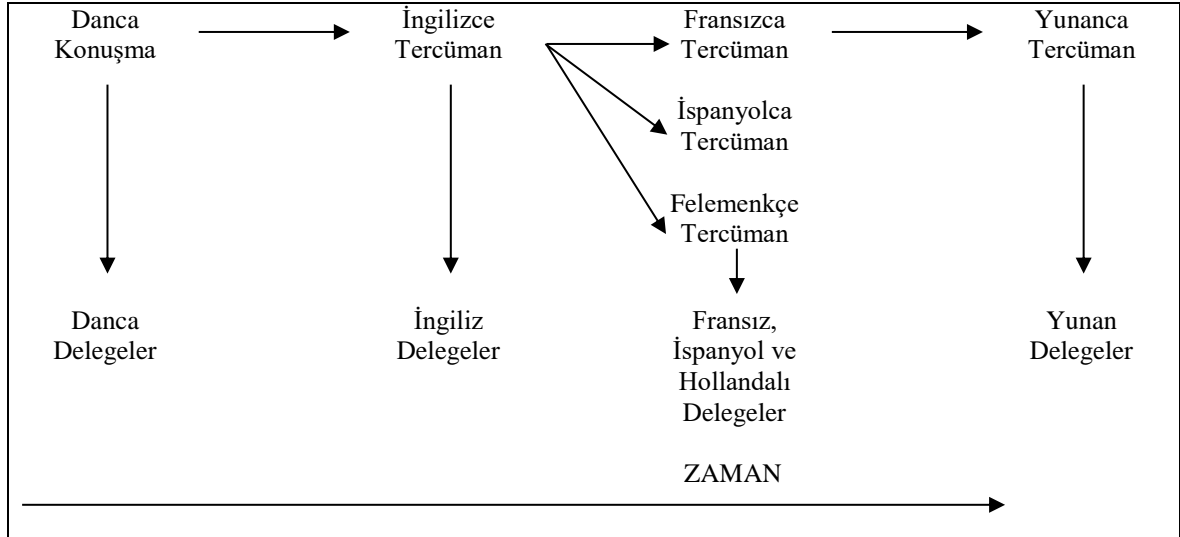 Danca
Konuşma
İngilizce
Tercüman
Fransızca
Tercüman
Yunanca
Tercüman
İspanyolca
Tercüman
Felemenkçe
Tercüman
Danca
Delegeler
İngiliz
Delegeler
Fransız,
İspanyol ve
Hollandalı
Delegeler
Yunan
Delegeler
ZAMAN